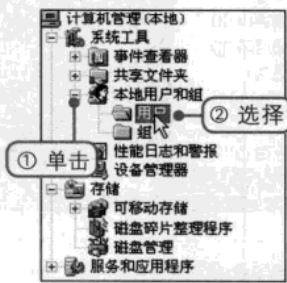 计算机管理(本地)
系统工具
事件查看器
共享文件夹
本地用户和组
用户
② 选择
组
① 单击
性能日志和警报
设备管理器
存储
可移动存储
磁盘碎片整理程序
磁盘管理
服务和应用程序